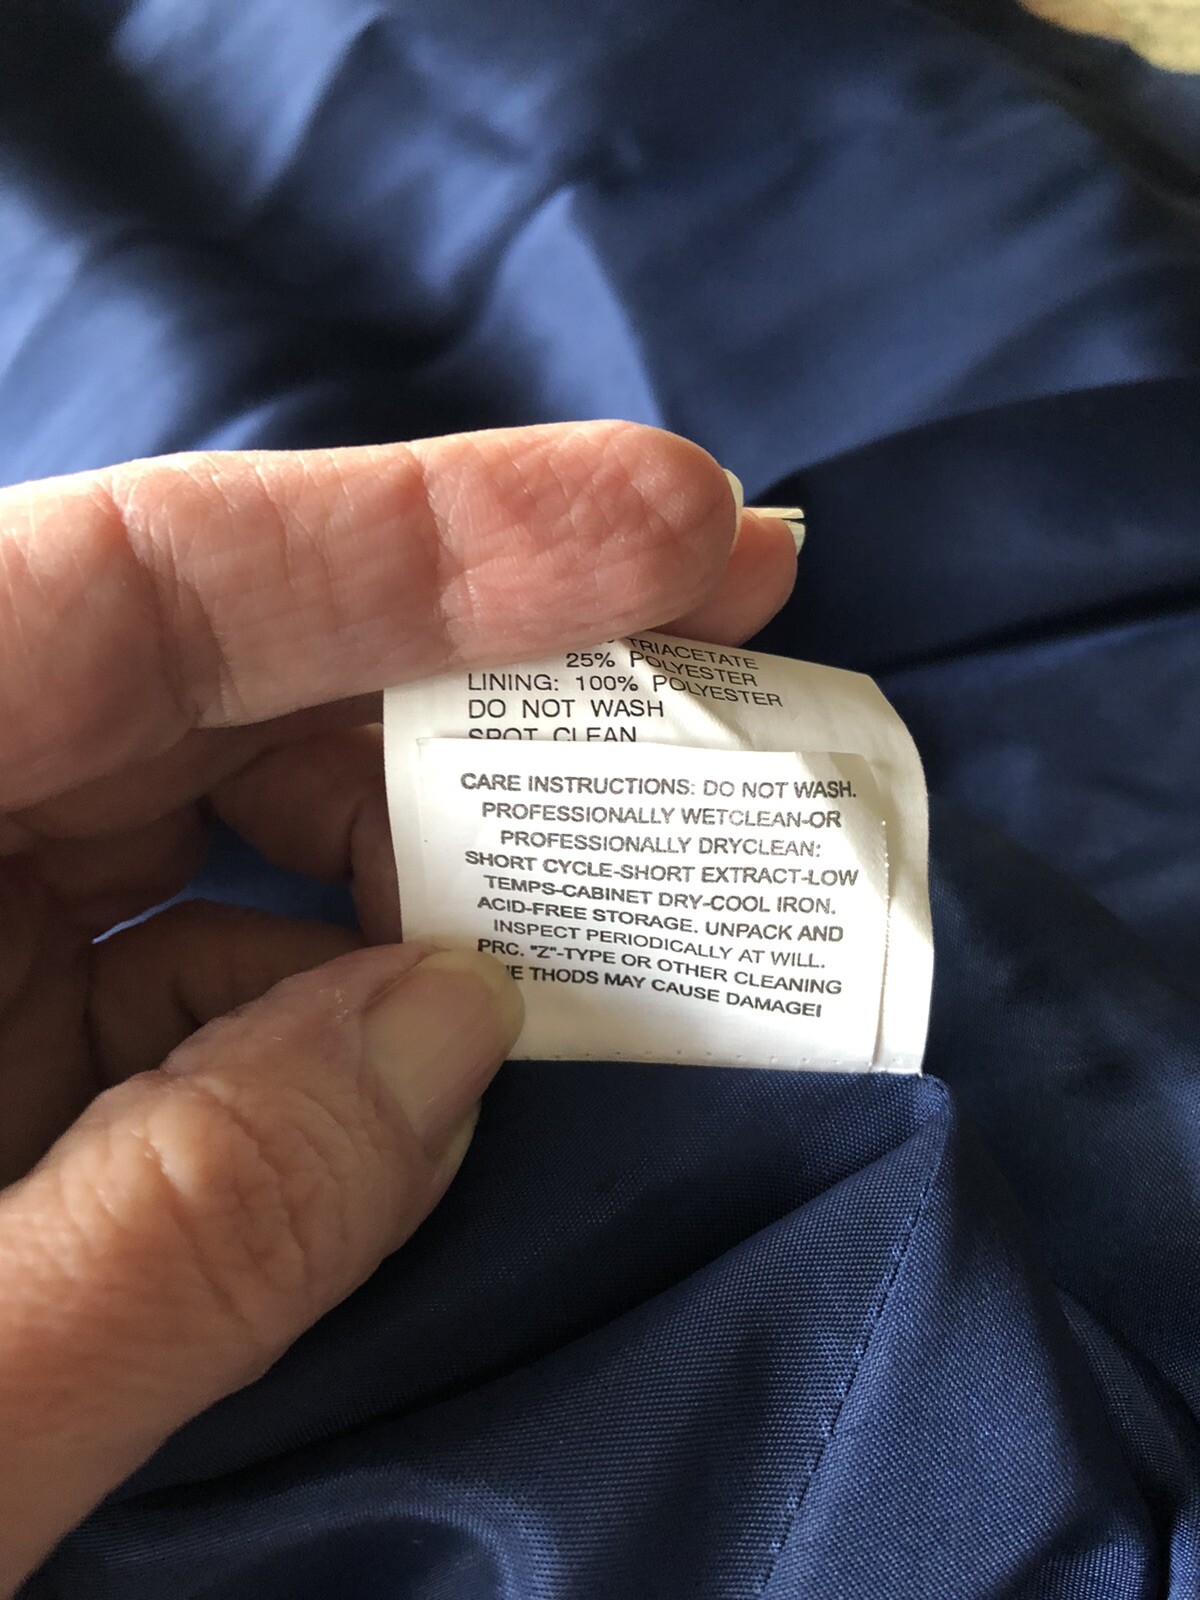 TRIACETATE
25% POLYESTER
LINING: 100% POLYESTER
DO NOT WASH
SPOT CLEAN
CARE INSTRUCTIONS: DO NOT WASH.
PROFESSIONALLY WETCLEAN-OR
PROFESSIONALLY DRYCLEAN:
SHORT CYCLE-SHORT EXTRACT-LOW
TEMPS-CABINET DRY-COOL IRON.
ACID-FREE STORAGE. UNPACK AND
INSPECT PERIODICALLY AT WILL.
PRC. "Z"-TYPE OR OTHER CLEANING
THODS MAY CAUSE DAMAGE!